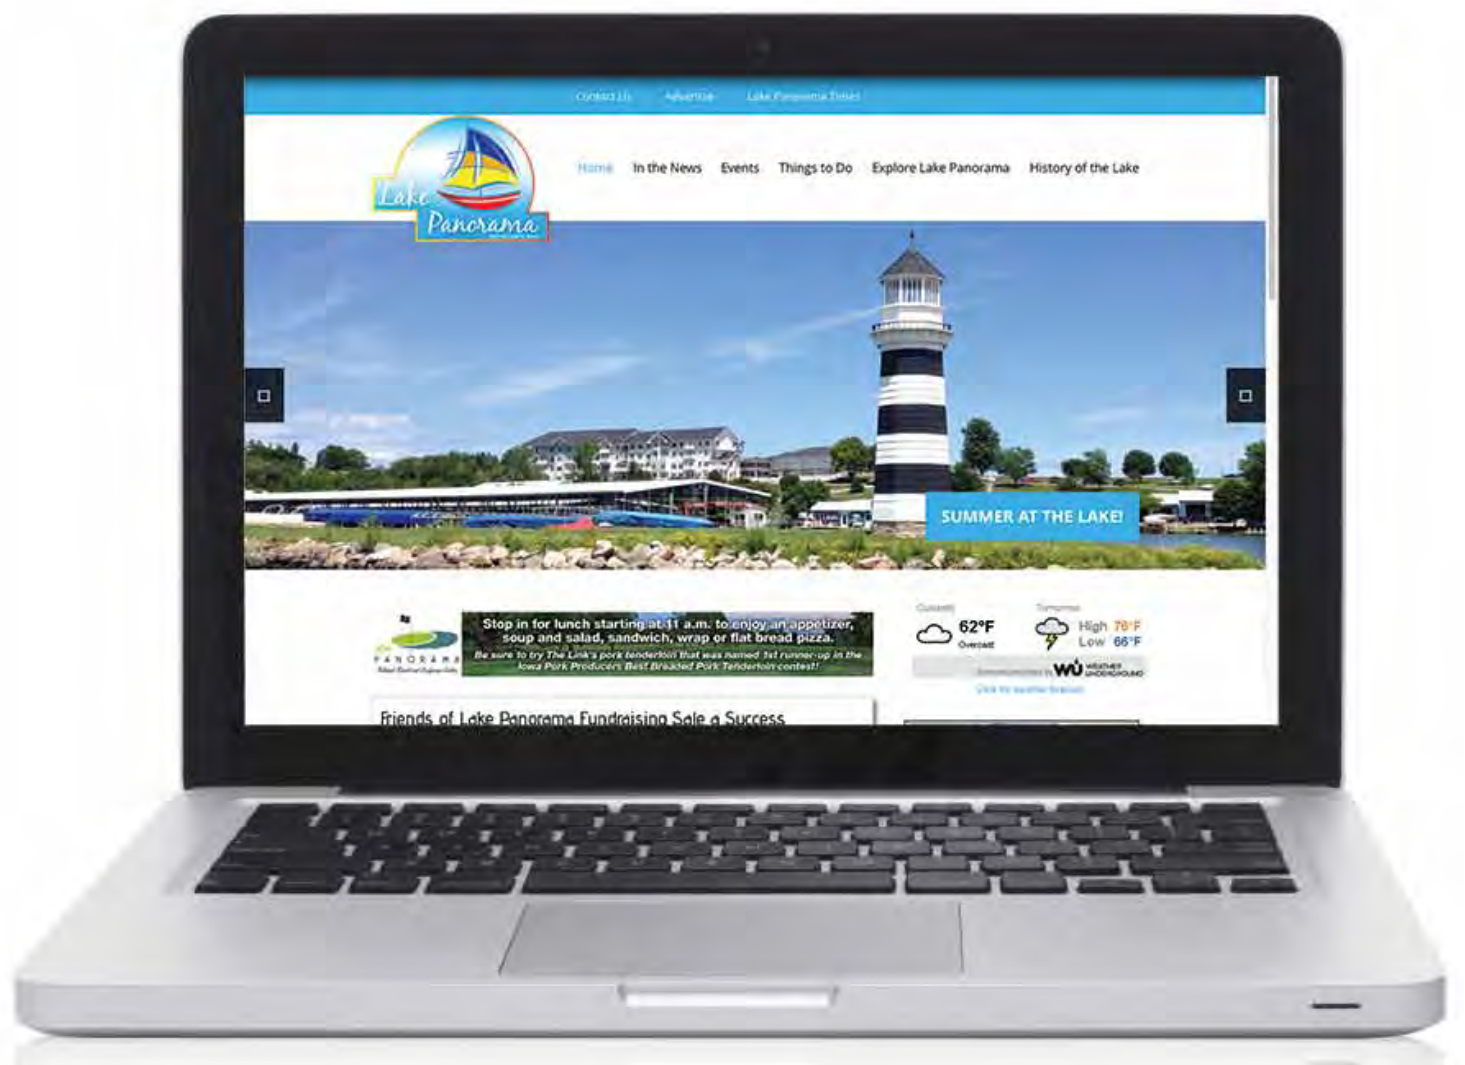 Contact Us Advertise Lake Panorama Times
Lake
Panorama
Home In the News Events Things to Do Explore Lake Panorama History of the Lake
SUMMER AT THE LAKE!
PANORAMA
Stop in for lunch starting at 11 a.m. to enjoy an appetizer,
soup and salad, sandwich, wrap or flat bread pizza.
Be sure to try The Link's pork tenderloin that was named 1st runner-up in the
Iowa Pork Producers Best Breaded Pork Tenderloin contest!
Currently
62°F
Overcast
Tomorrow
High 76°F
Low 66°F
WU WEATHER
UNDERGROUND
Friends of Lake Panorama Fundraising Sale a Success